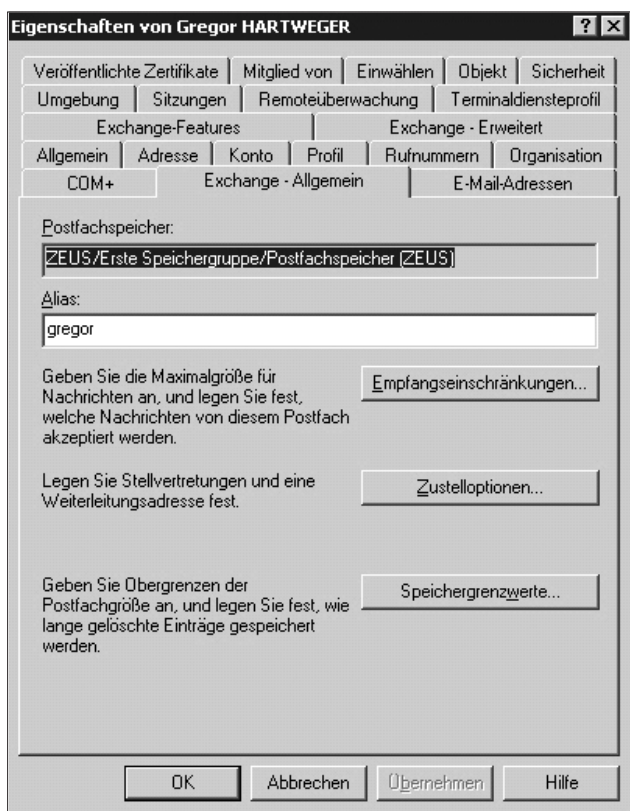 Eigenschaften von Gregor HARTWEGER
Veröffentlichte Zertifikate Mitglied von Einwählen Objekt Sicherheit
Umgebung Sitzungen Remoteüberwachung Terminaldiensteprofil
Exchange-Features Exchange - Erweitert
Allgemein Adresse Konto Profil Rufnummern Organisation
COM+ Exchange - Allgemein E-Mail-Adressen
Postfachspeicher:
ZEUS/Erste Speichergruppe/Postfachspeicher (ZEUS)
Alias:
gregor
Geben Sie die Maximalgröße für
Nachrichten an, und legen Sie fest,
welche Nachrichten von diesem Postfach
akzeptiert werden.
Empfangseinschränkungen...
Legen Sie Stellvertretungen und eine
Weiterleitungsadresse fest.
Zustelloptionen...
Geben Sie Obergrenzen der
Postfachgröße an, und legen Sie fest, wie
lange gelöschte Einträge gespeichert
werden.
Speichergrenzwerte...
OK Abbrechen Übernehmen Hilfe